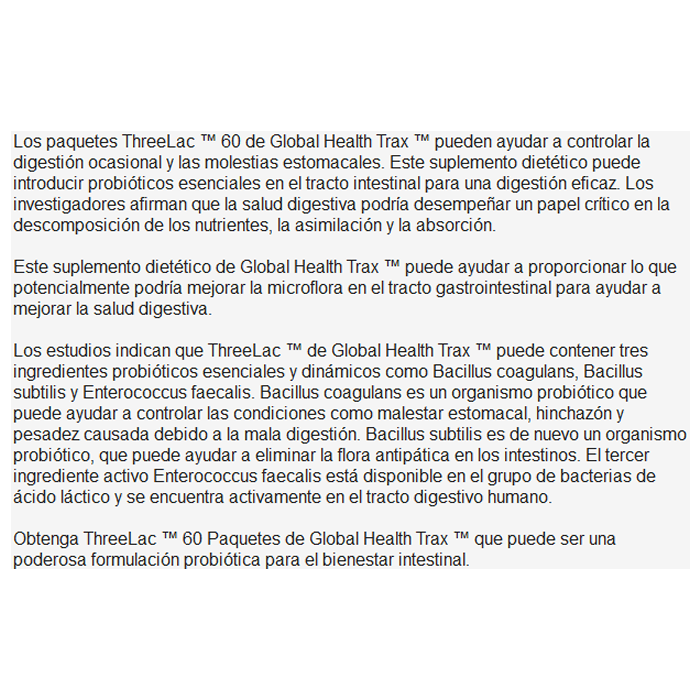 Los paquetes ThreeLac ™ 60 de Global Health Trax ™ pueden ayudar a controlar la
digestión ocasional y las molestias estomacales. Este suplemento dietético puede
introducir probióticos esenciales en el tracto intestinal para una digestión eficaz. Los
investigadores afirman que la salud digestiva podría desempeñar un papel crítico en la
descomposición de los nutrientes, la asimilación y la absorción.
Este suplemento dietético de Global Health Trax ™ puede ayudar a proporcionar lo que
potencialmente podría mejorar la microflora en el tracto gastrointestinal para ayudar a
mejorar la salud digestiva.
Los estudios indican que ThreeLac ™ de Global Health Trax ™ puede contener tres
ingredientes probióticos esenciales y dinámicos como Bacillus coagulans, Bacillus
subtilis y Enterococcus faecalis. Bacillus coagulans es un organismo probiótico que
puede ayudar a controlar las condiciones como malestar estomacal, hinchazón y
pesadez causada debido a la mala digestión. Bacillus subtilis es de nuevo un organismo
probiótico, que puede ayudar a eliminar la flora antipática en los intestinos. El tercer
ingrediente activo Enterococcus faecalis está disponible en el grupo de bacterias de
ácido láctico y se encuentra activamente en el tracto digestivo humano.
Obtenga ThreeLac ™ 60 Paquetes de Global Health Trax ™ que puede ser una
poderosa formulación probiótica para el bienestar intestinal.